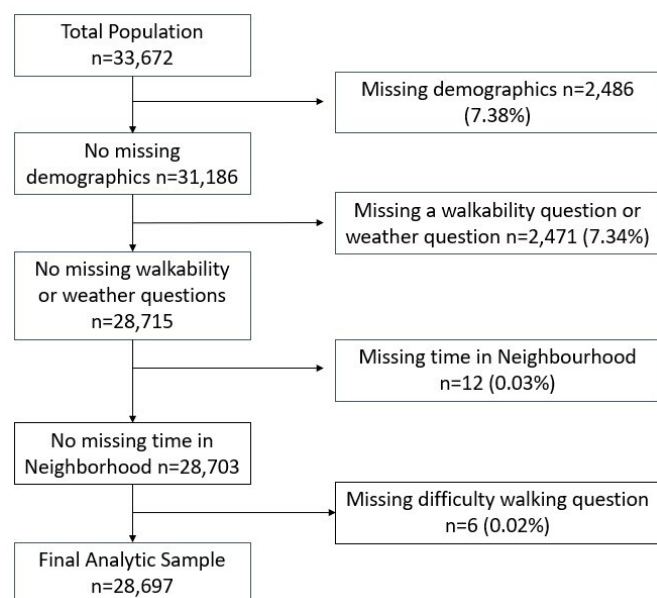 Total Population
n=33,672
Missing demographics n=2,486
(7.38%)
No missing
demographics n=31,186
Missing a walkability question or
weather question n=2,471 (7.34%)
No missing walkability
or weather questions
n=28,715
Missing time in Neighbourhood
n=12 (0.03%)
No missing time in
Neighborhood n=28,703
Missing difficulty walking question
n=6 (0.02%)
Final Analytic Sample
n=28,697